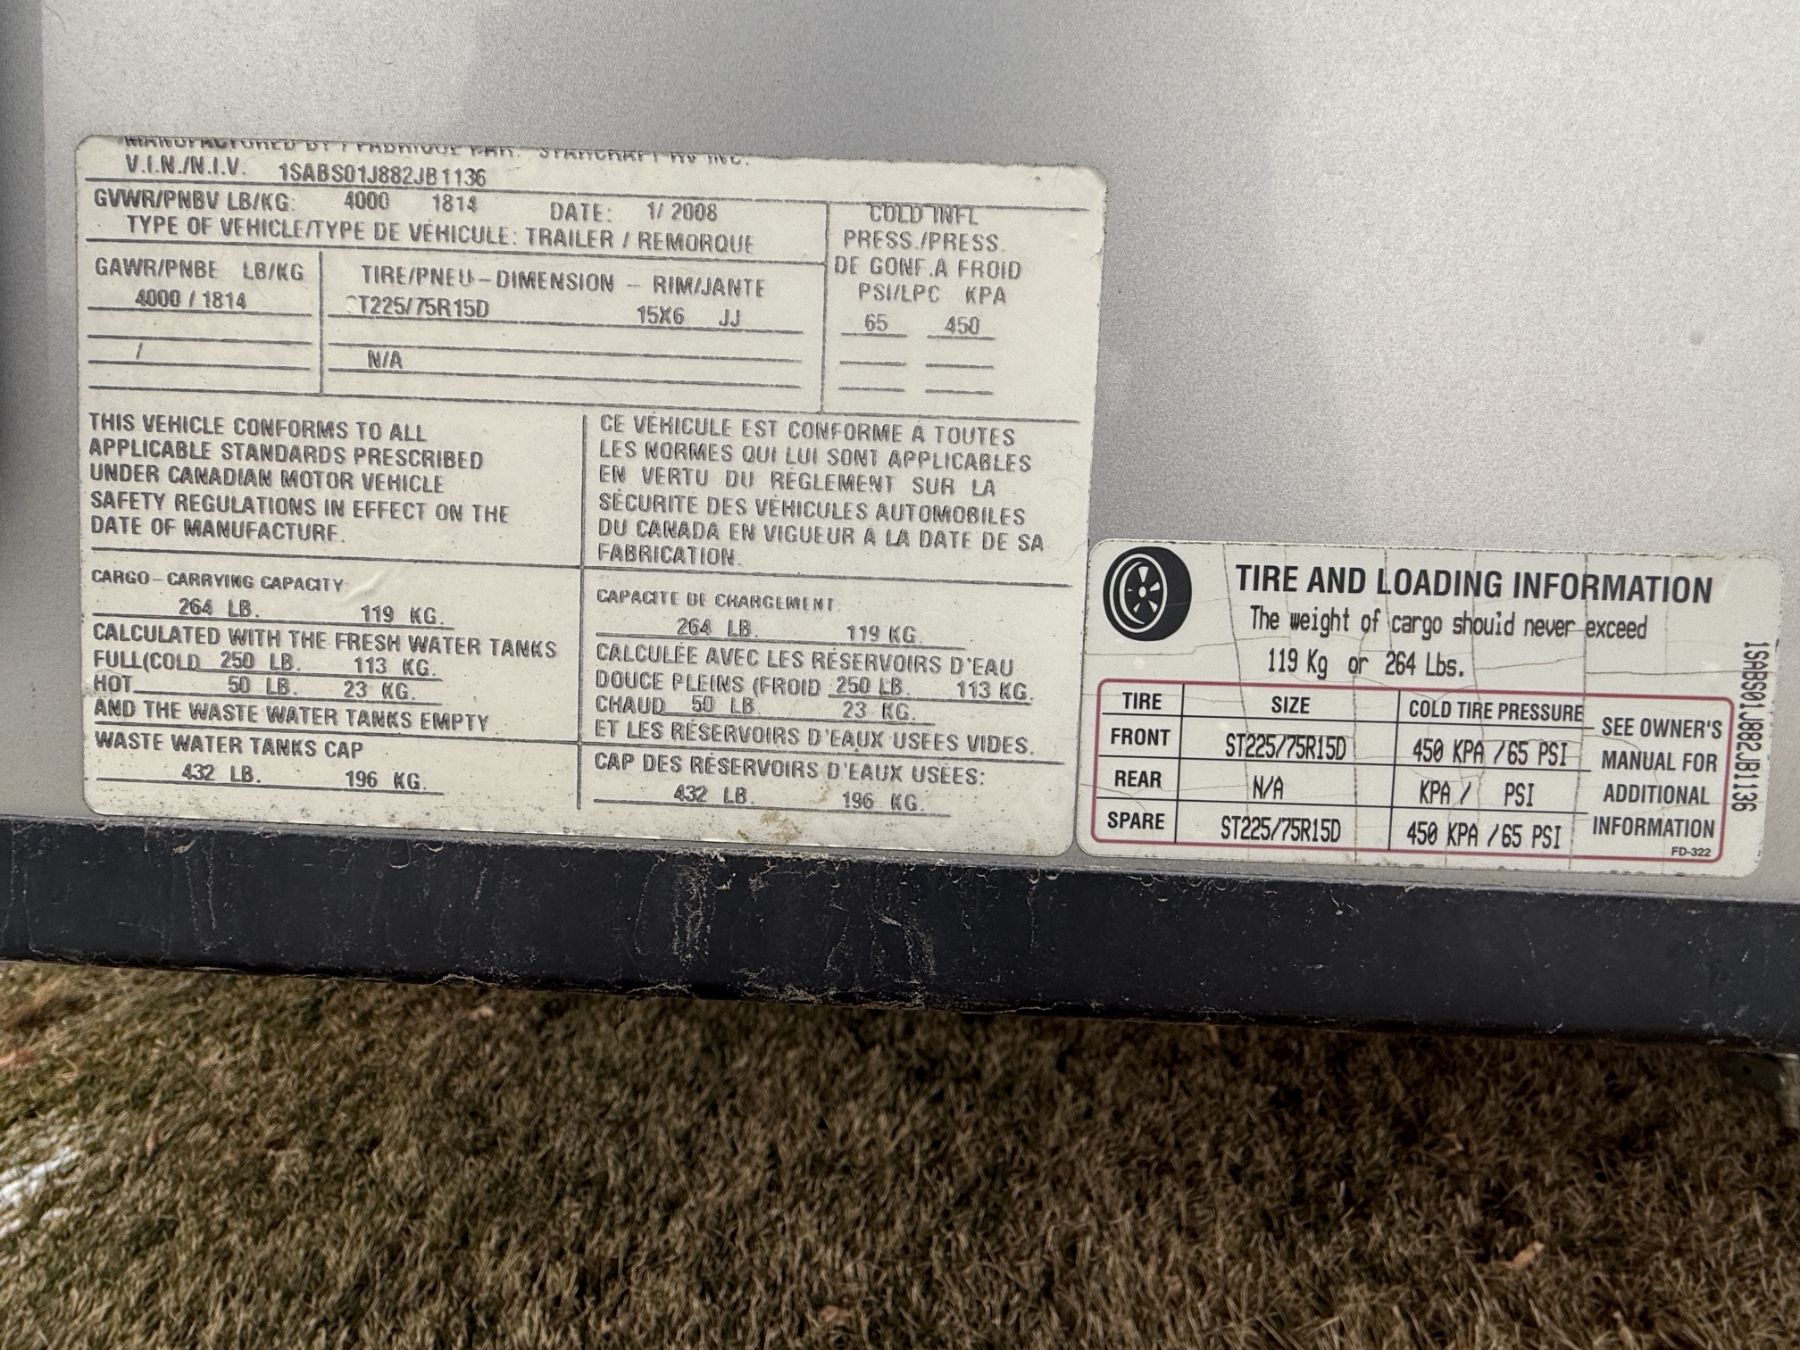 MANUFACTURED BY / FABRIQUE PAR: STARCRAFT RV INC.
V.I.N./N.I.V. 1SABS01J882JB1136
GVWR/PNBV LB/KG: 4000 1814 DATE: 1/ 2008
TYPE OF VEHICLE/TYPE DE VÉHICULE: TRAILER / REMORQUE
COLD INFL
PRESS./PRESS.
DE GONF.À FROID
PSI/LPC KPA
65 450
GAWR/PNBE LB/KG
4000 / 1814
/
TIRE/PNEU - DIMENSION - RIM/JANTE
ST225/75R15D 15X6 JJ
N/A
THIS VEHICLE CONFORMS TO ALL
APPLICABLE STANDARDS PRESCRIBED
UNDER CANADIAN MOTOR VEHICLE
SAFETY REGULATIONS IN EFFECT ON THE
DATE OF MANUFACTURE.
CE VÉHICULE EST CONFORME À TOUTES
LES NORMES QUI LUI SONT APPLICABLES
EN VERTU DU RÈGLEMENT SUR LA
SÉCURITÉ DES VÉHICULES AUTOMOBILES
DU CANADA EN VIGUEUR À LA DATE DE SA
FABRICATION.
CARGO-CARRYING CAPACITY
264 LB. 119 KG.
CALCULATED WITH THE FRESH WATER TANKS
FULL(COLD 250 LB. 113 KG.
HOT 50 LB. 23 KG.
AND THE WASTE WATER TANKS EMPTY
WASTE WATER TANKS CAP
432 LB. 196 KG.
CAPACITÉ DE CHARGEMENT
264 LB. 119 KG.
CALCULÉE AVEC LES RÉSERVOIRS D'EAU
DOUCE PLEINS (FROID 250 LB. 113 KG.
CHAUD 50 LB. 23 KG.
ET LES RÉSERVOIRS D'EAUX USÉES VIDES.
CAP DES RÉSERVOIRS D'EAUX USÉES:
432 LB. 196 KG.
TIRE AND LOADING INFORMATION
The weight of cargo should never exceed
119 Kg or 264 Lbs.
TIRE SIZE COLD TIRE PRESSURE
FRONT ST225/75R15D 450 KPA /65 PSI
REAR N/A KPA / PSI
SPARE ST225/75R15D 450 KPA /65 PSI
SEE OWNER'S
MANUAL FOR
ADDITIONAL
INFORMATION
FD-322
1SABS01J882JB1136